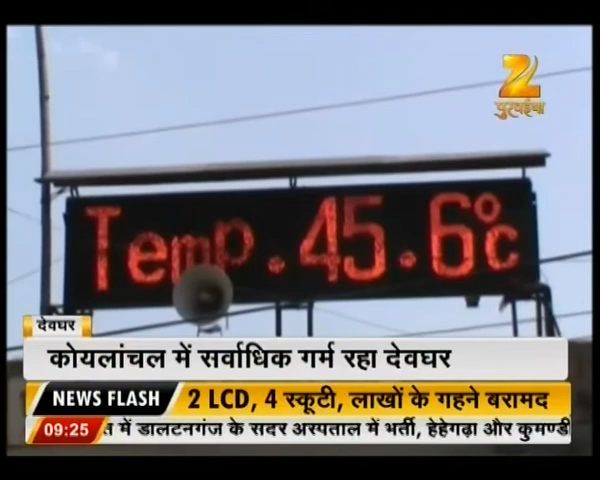 Z
पुरवईया
Temp.45.6°c
देवघर
कोयलांचल में सर्वाधिक गर्म रहा देवघर
NEWS FLASH
2 LCD, 4 स्कूटी, लाखों के गहने बरामद
09:25
में डालटनगंज के सदर अस्पताल में भर्ती, हेहेगढ़ा और कुमण्डी